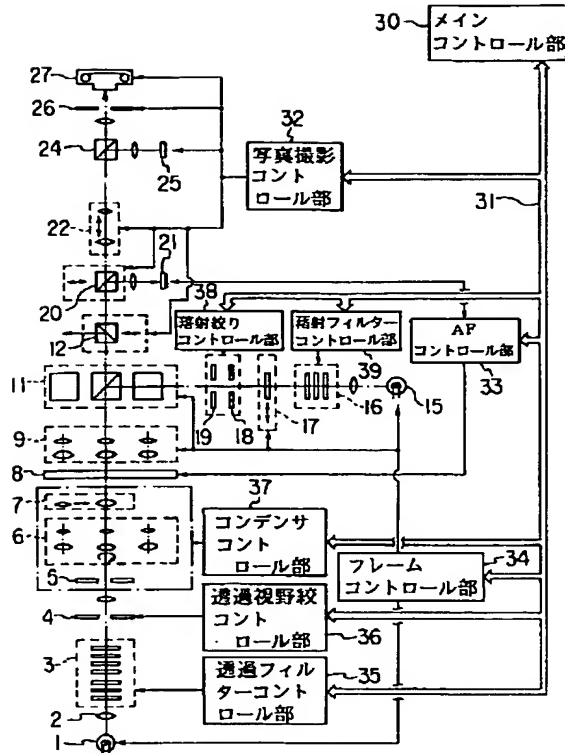 30
メイン
コントロール部
27
26
32
24
写真撮影
コント
ロール部
25
31
22
21
20
38
落射絞り
コントロール部
落射フィルター
コントロール部
39
12
AF
コントロール部
33
11
19
18
17
16
15
9
8
7
37
6
コンデンサ
コント
ロール部
34
フレーム
コントロール部
5
4
透過視野絞
コント
ロール部
36
3
35
透過フィル
ターコント
ロール部
2
1